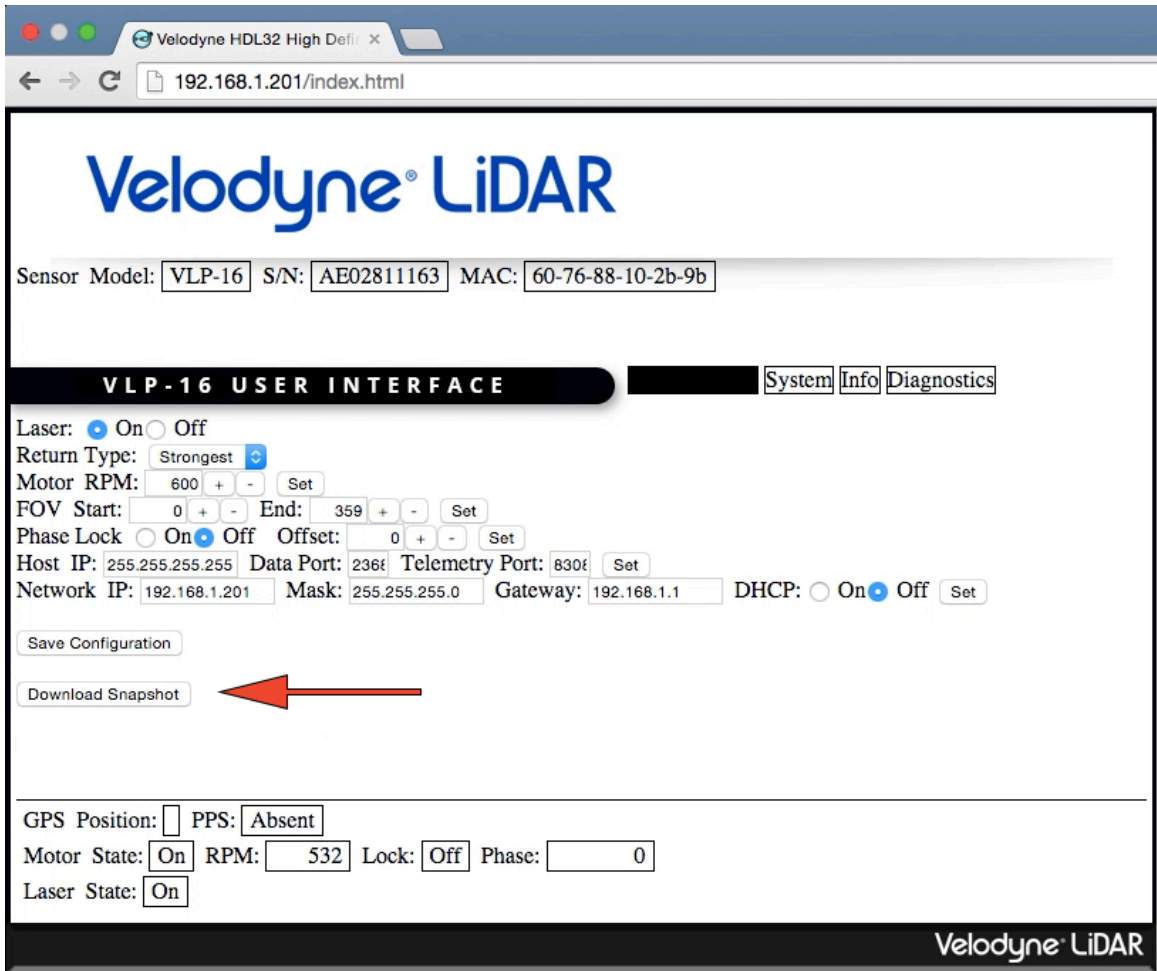 Velodyne HDL32 High Defi
192.168.1.201/index.html
Velodyne® LiDAR
Sensor Model: VLP-16 S/N: AE02811163 MAC: 60-76-88-10-2b-9b
VLP-16 USER INTERFACE System Info Diagnostics
Laser: On Off
Return Type: Strongest
Motor RPM: 600 + - Set
FOV Start: 0 + - End: 359 + - Set
Phase Lock On Off Offset: 0 + - Set
Host IP: 255.255.255.255 Data Port: 2368 Telemetry Port: 8308 Set
Network IP: 192.168.1.201 Mask: 255.255.255.0 Gateway: 192.168.1.1 DHCP: On Off Set
Save Configuration
Download Snapshot
GPS Position: PPS: Absent
Motor State: On RPM: 532 Lock: Off Phase: 0
Laser State: On
Velodyne LiDAR